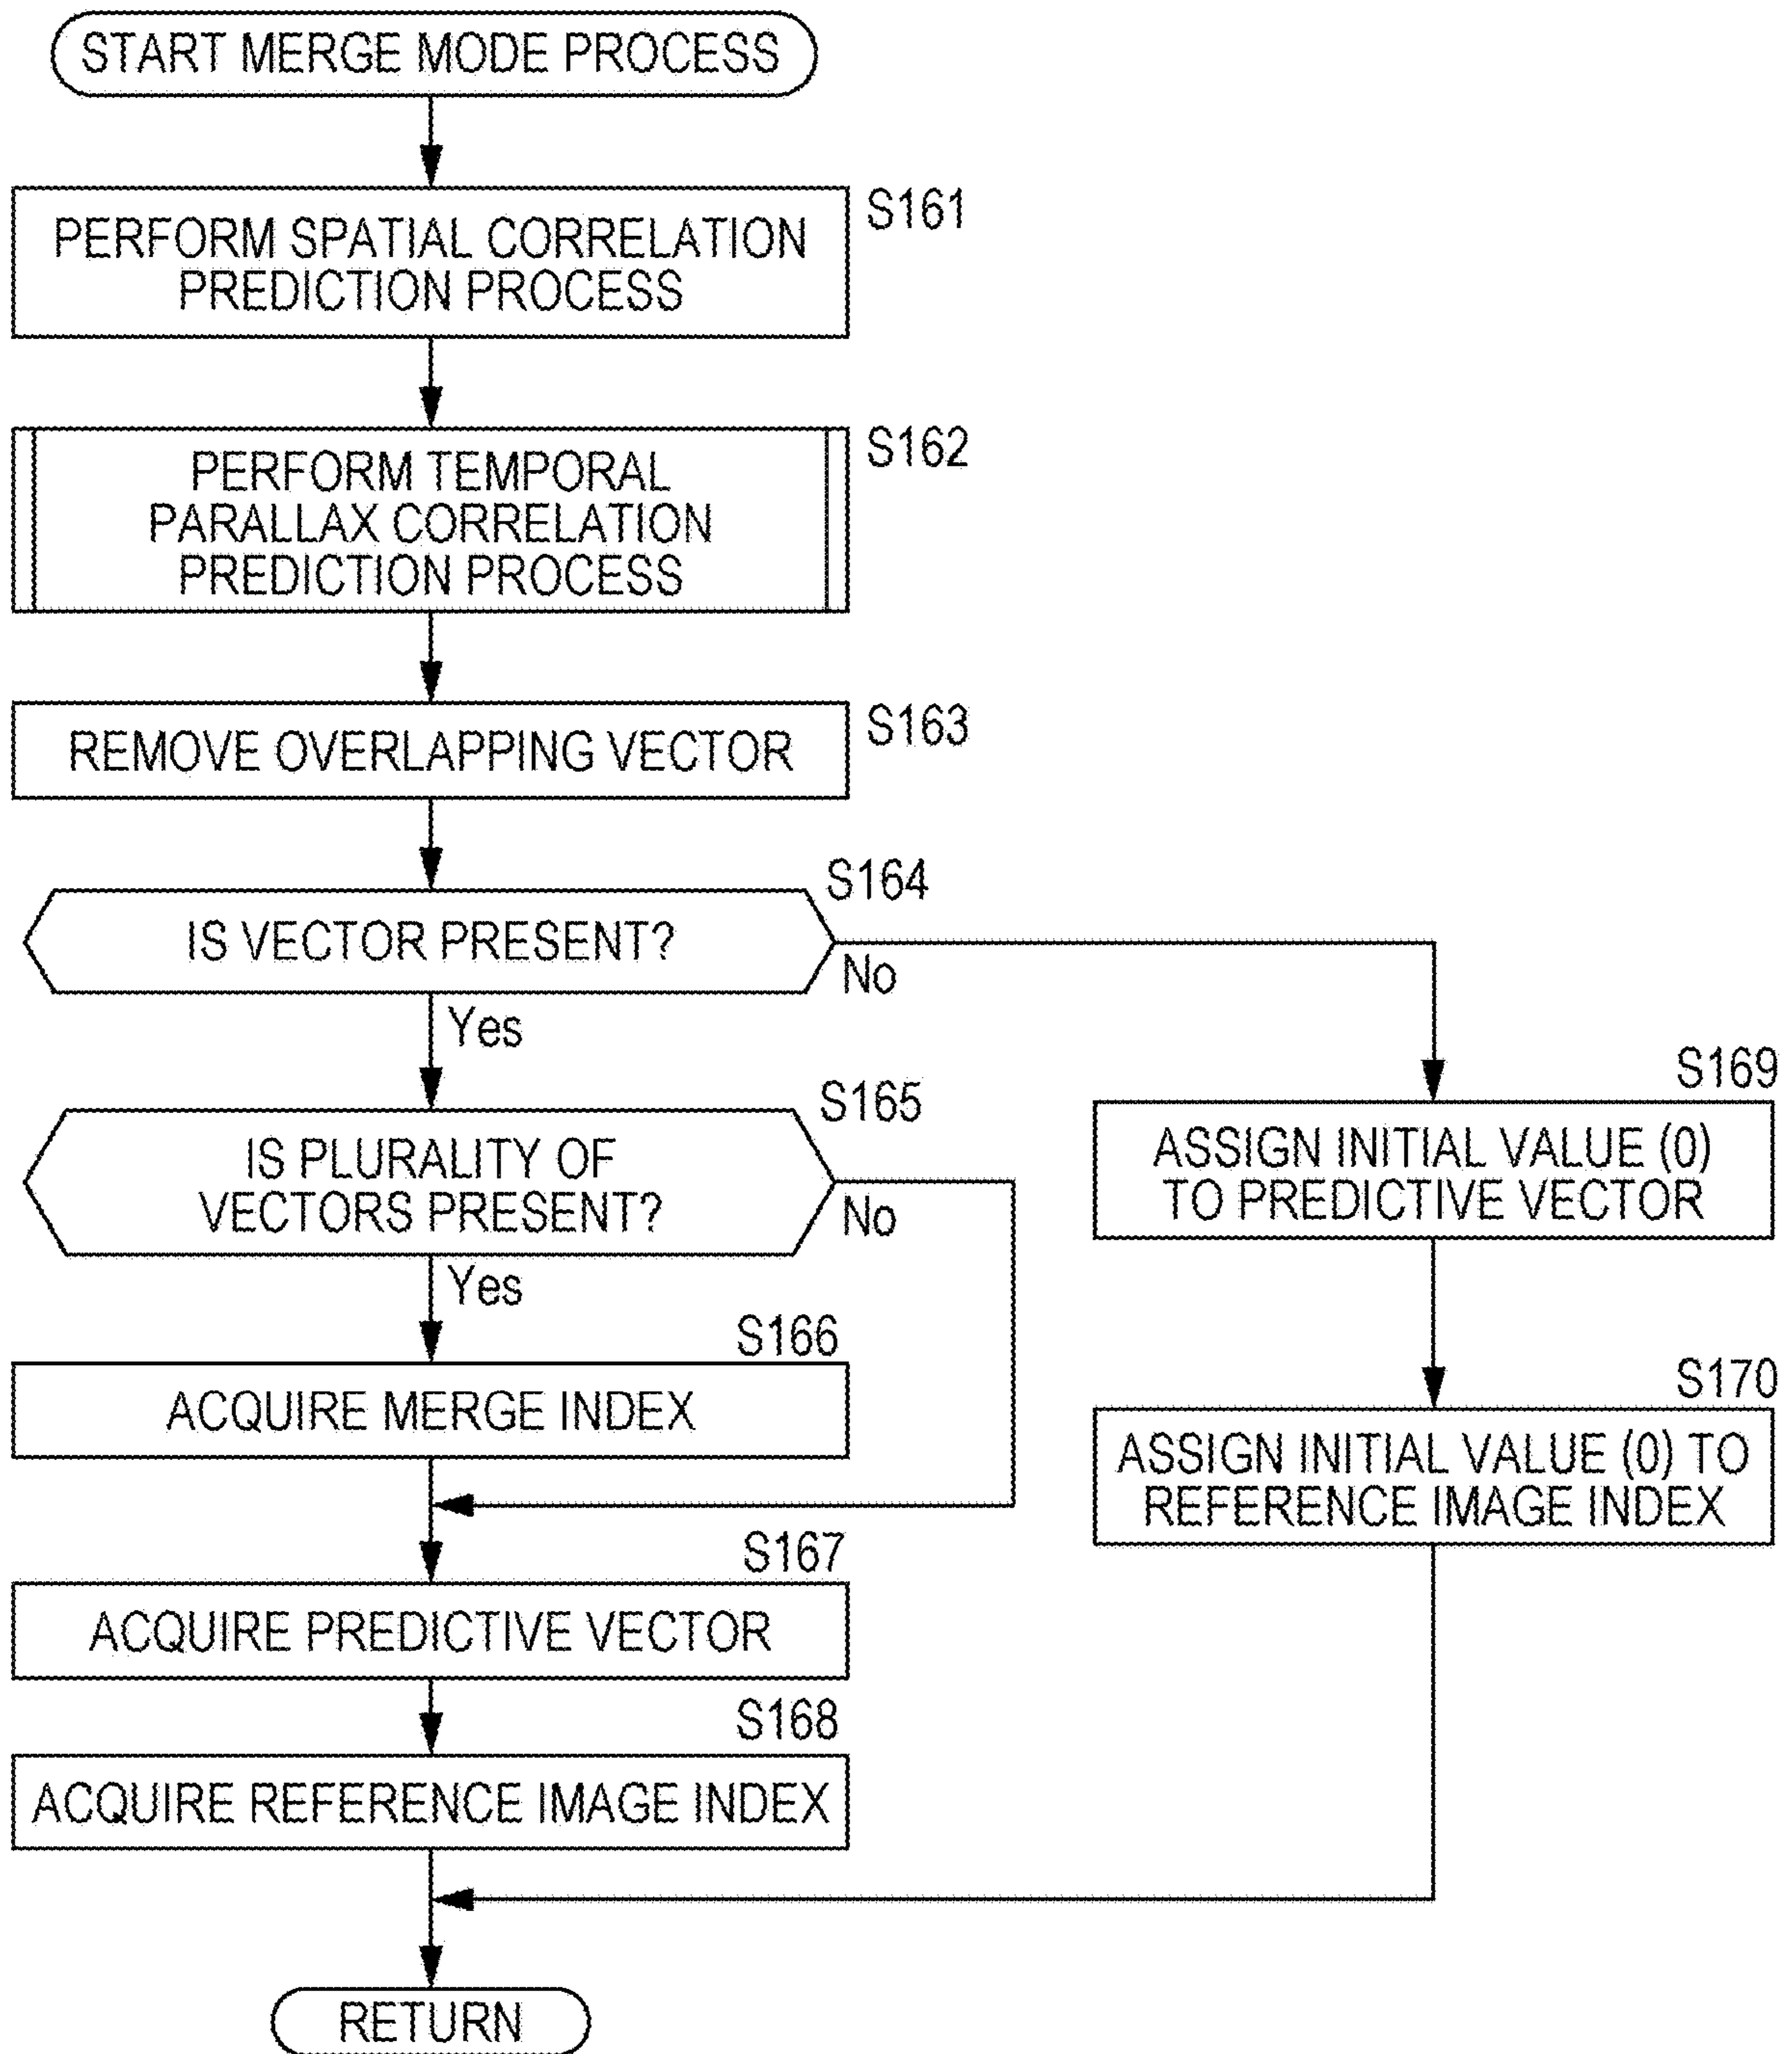 START MERGE MODE PROCESS
S161
PERFORM SPATIAL CORRELATION
PREDICTION PROCESS
S162
PERFORM TEMPORAL
PARALLAX CORRELATION
PREDICTION PROCESS
S163
REMOVE OVERLAPPING VECTOR
S164
IS VECTOR PRESENT?
No
Yes
S165
IS PLURALITY OF
VECTORS PRESENT?
No
Yes
S166
ACQUIRE MERGE INDEX
S167
ACQUIRE PREDICTIVE VECTOR
S168
ACQUIRE REFERENCE IMAGE INDEX
S169
ASSIGN INITIAL VALUE (0)
TO PREDICTIVE VECTOR
S170
ASSIGN INITIAL VALUE (0) TO
REFERENCE IMAGE INDEX
RETURN